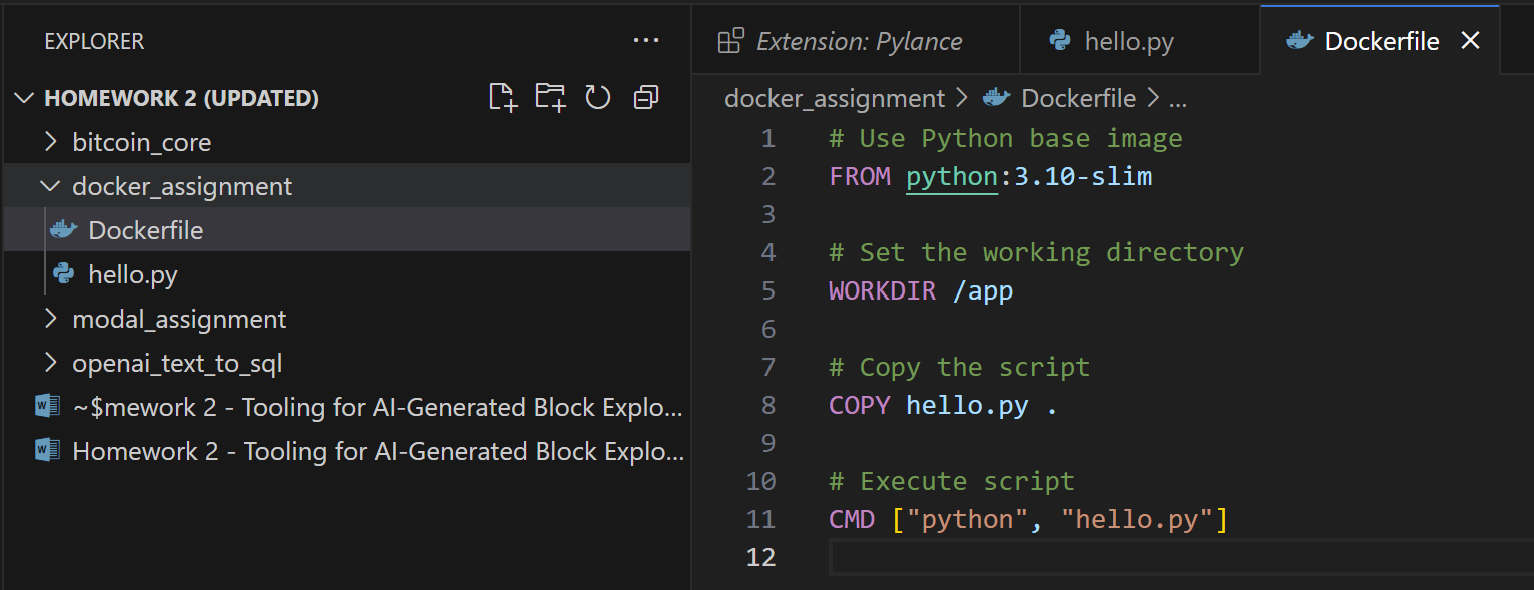 EXPLORER
HOMEWORK 2 (UPDATED)
bitcoin_core
docker_assignment
Dockerfile
hello.py
modal_assignment
openai_text_to_sql
~$mework 2 - Tooling for AI-Generated Block Explo...
Homework 2 - Tooling for AI-Generated Block Explo...
Extension: Pylance
hello.py
Dockerfile
docker_assignment > Dockerfile > ...
1 # Use Python base image
2 FROM python:3.10-slim
3
4 # Set the working directory
5 WORKDIR /app
6
7 # Copy the script
8 COPY hello.py .
9
10 # Execute script
11 CMD ["python", "hello.py"]
12